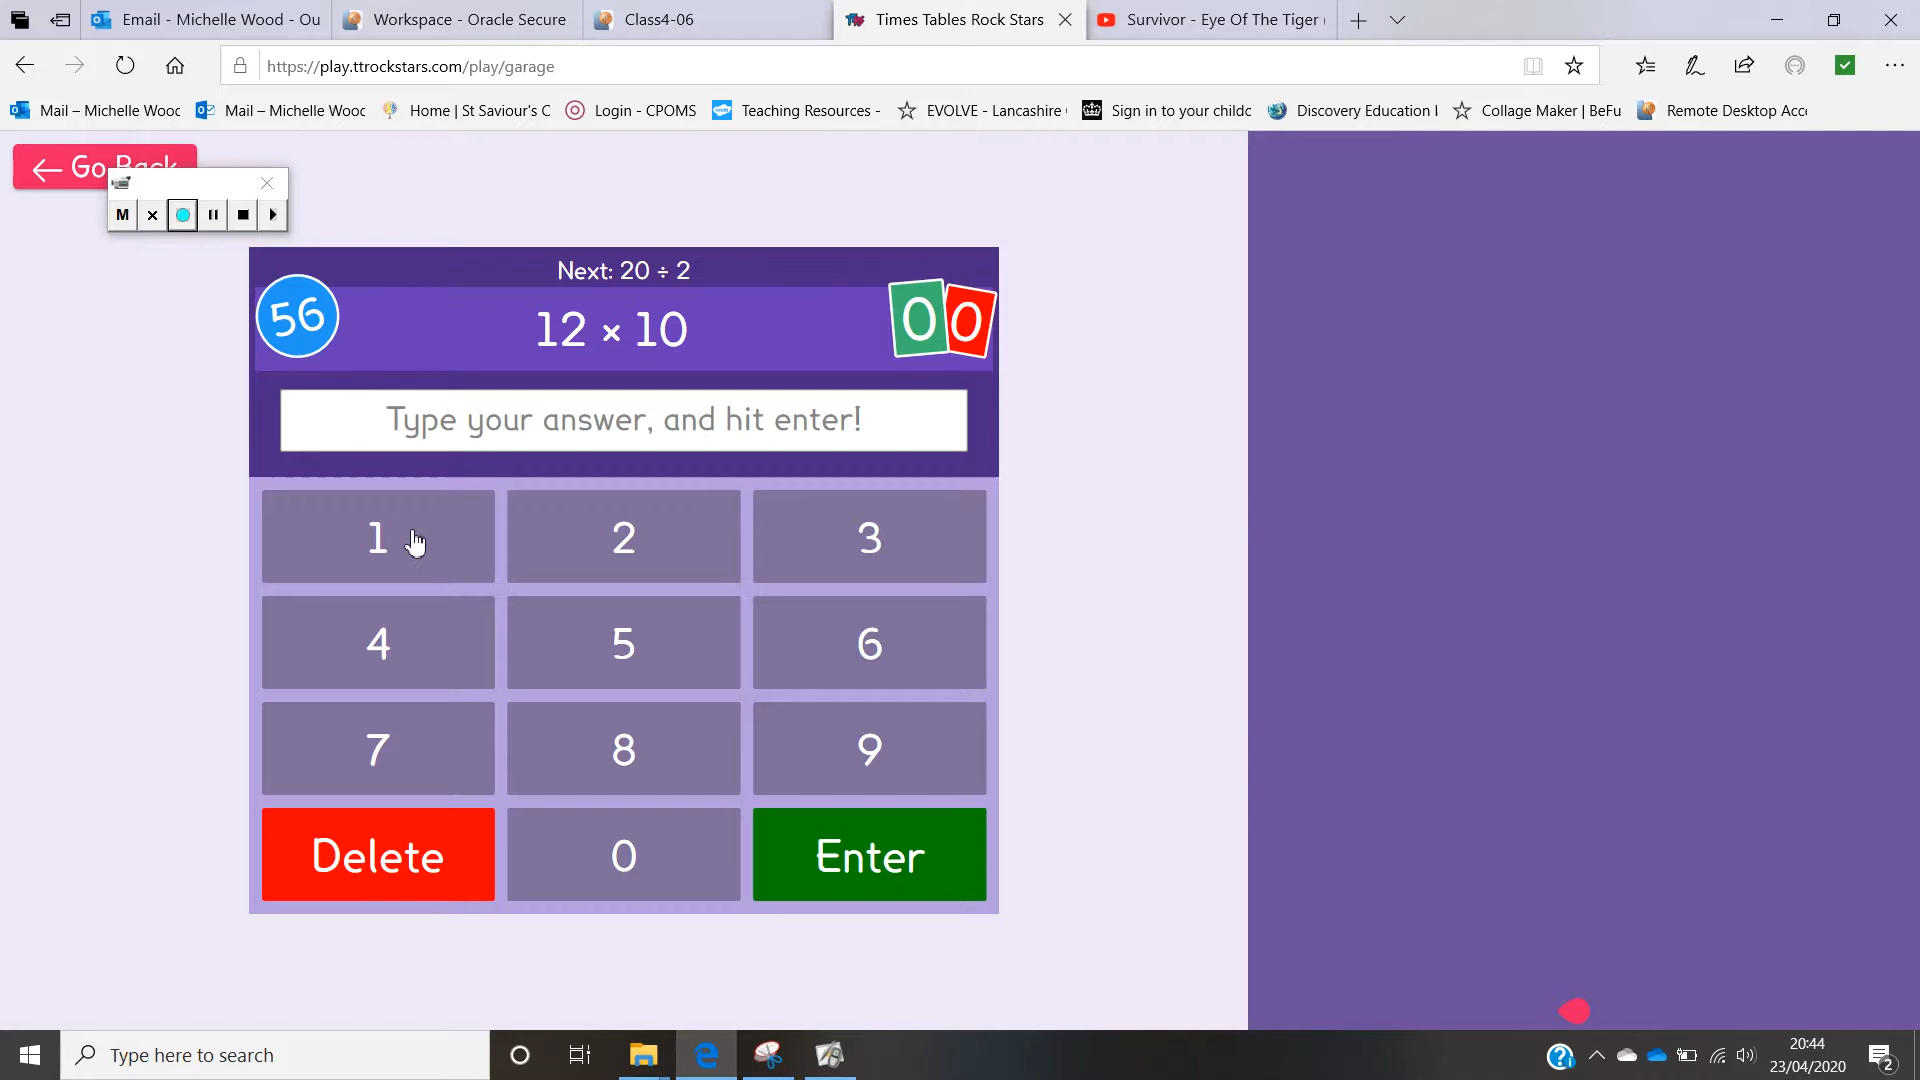 Email - Michelle Wood - Ou
Workspace - Oracle Secure
Class4-06
Times Tables Rock Stars
Survivor - Eye Of The Tiger (
https://play.ttrockstars.com/play/garage
Mail – Michelle Wooc
Mail – Michelle Wooc
Home | St Saviour's C
Login - CPOMS
Teaching Resources -
EVOLVE - Lancashire
Sign in to your childc
Discovery Education |
Collage Maker | BeFu
Remote Desktop Acc
Go Back
M
Next: 20 ÷ 2
56
12 × 10
0
0
Type your answer, and hit enter!
1
2
3
4
5
6
7
8
9
Delete
0
Enter
Type here to search
20:44
23/04/2020
2